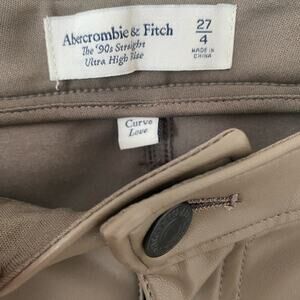 Abercrombie & Fitch
The '90s Straight
Ultra High Rise
27
4
MADE IN
CHINA
Curve
Love